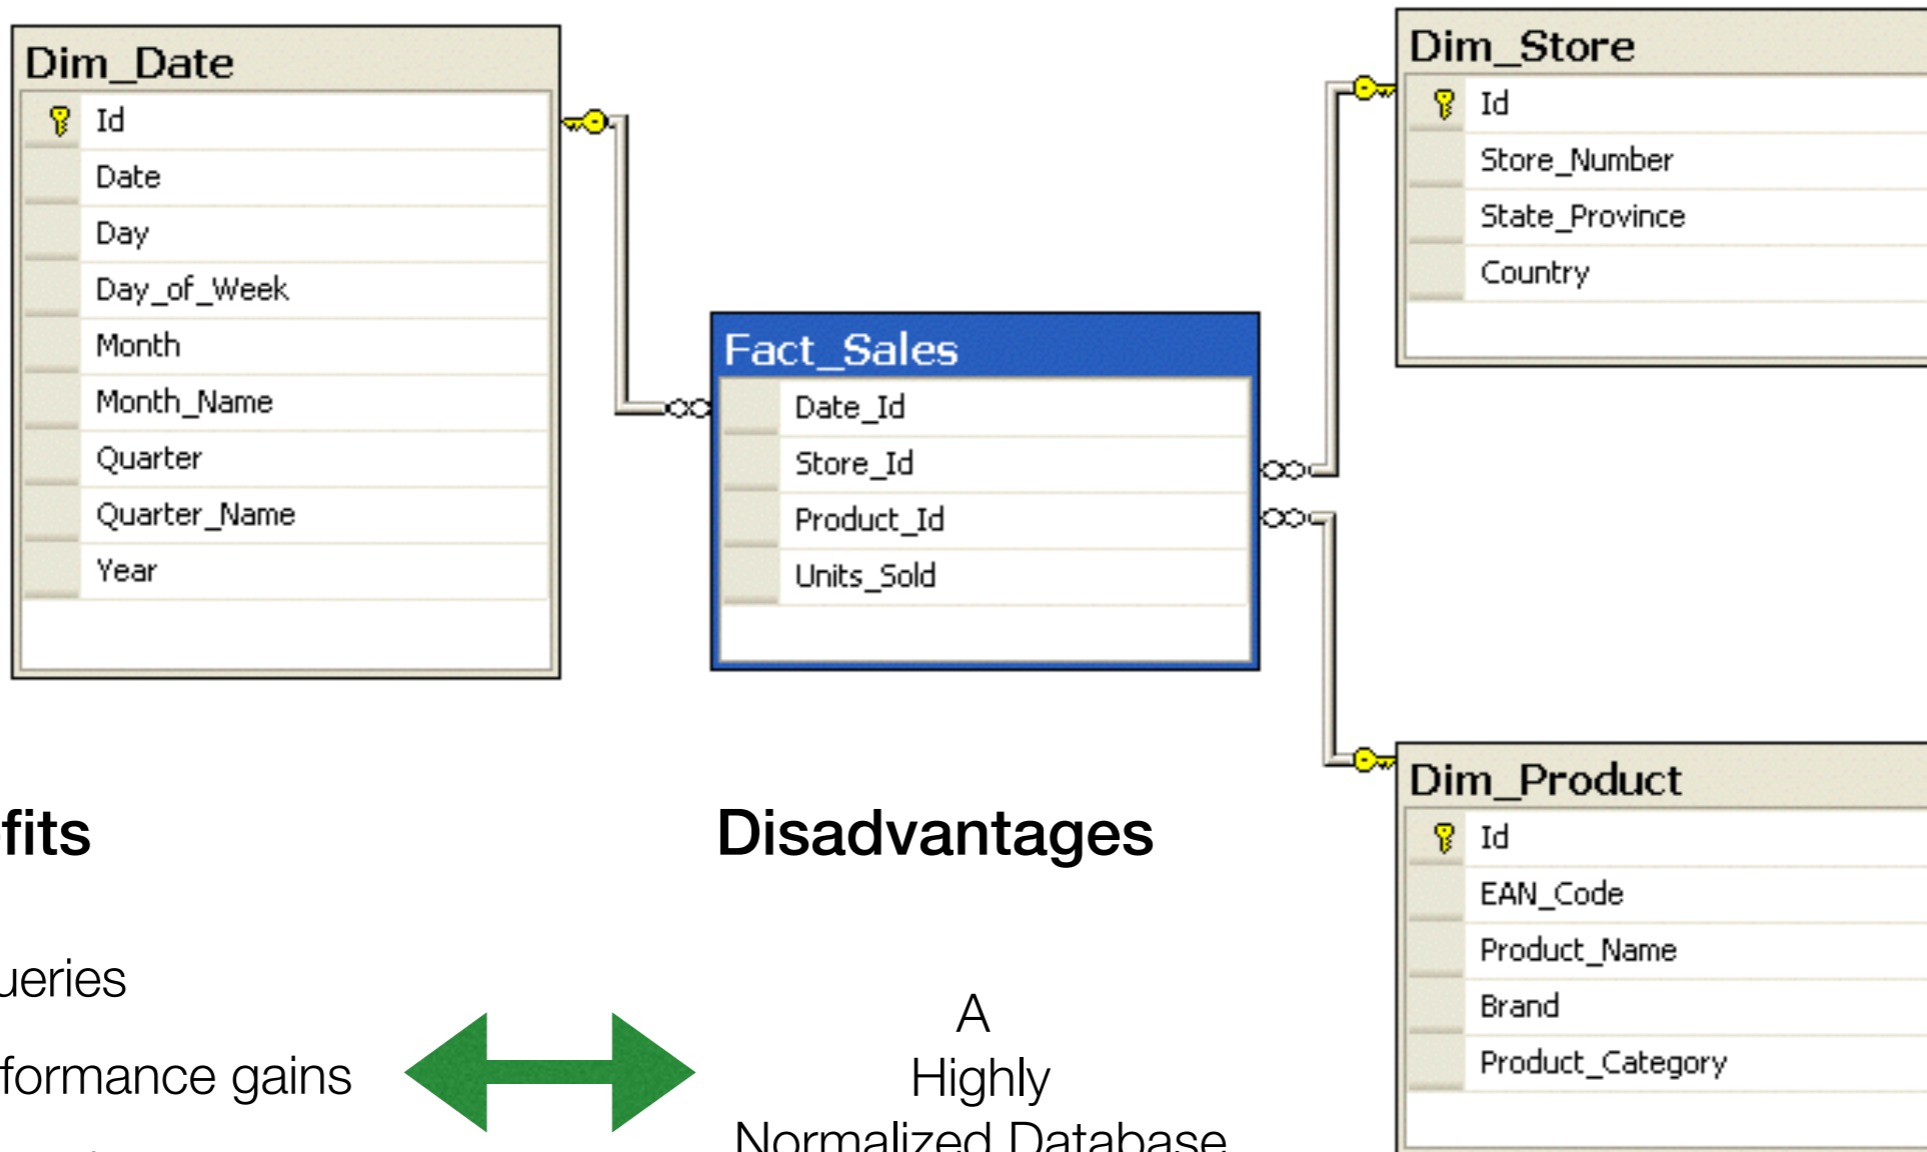 Dim_Date
Id
Date
Day
Day_of_Week
Month
Month_Name
Quarter
Quarter_Name
Year
Fact_Sales
Date_Id
Store_Id
Product_Id
Units_Sold
Dim_Store
Id
Store_Number
State_Province
Country
Dim_Product
Id
EAN_Code
Product_Name
Brand
Product_Category
fits
ueries
formance gains
Disadvantages
A
Highly
Normalized Database